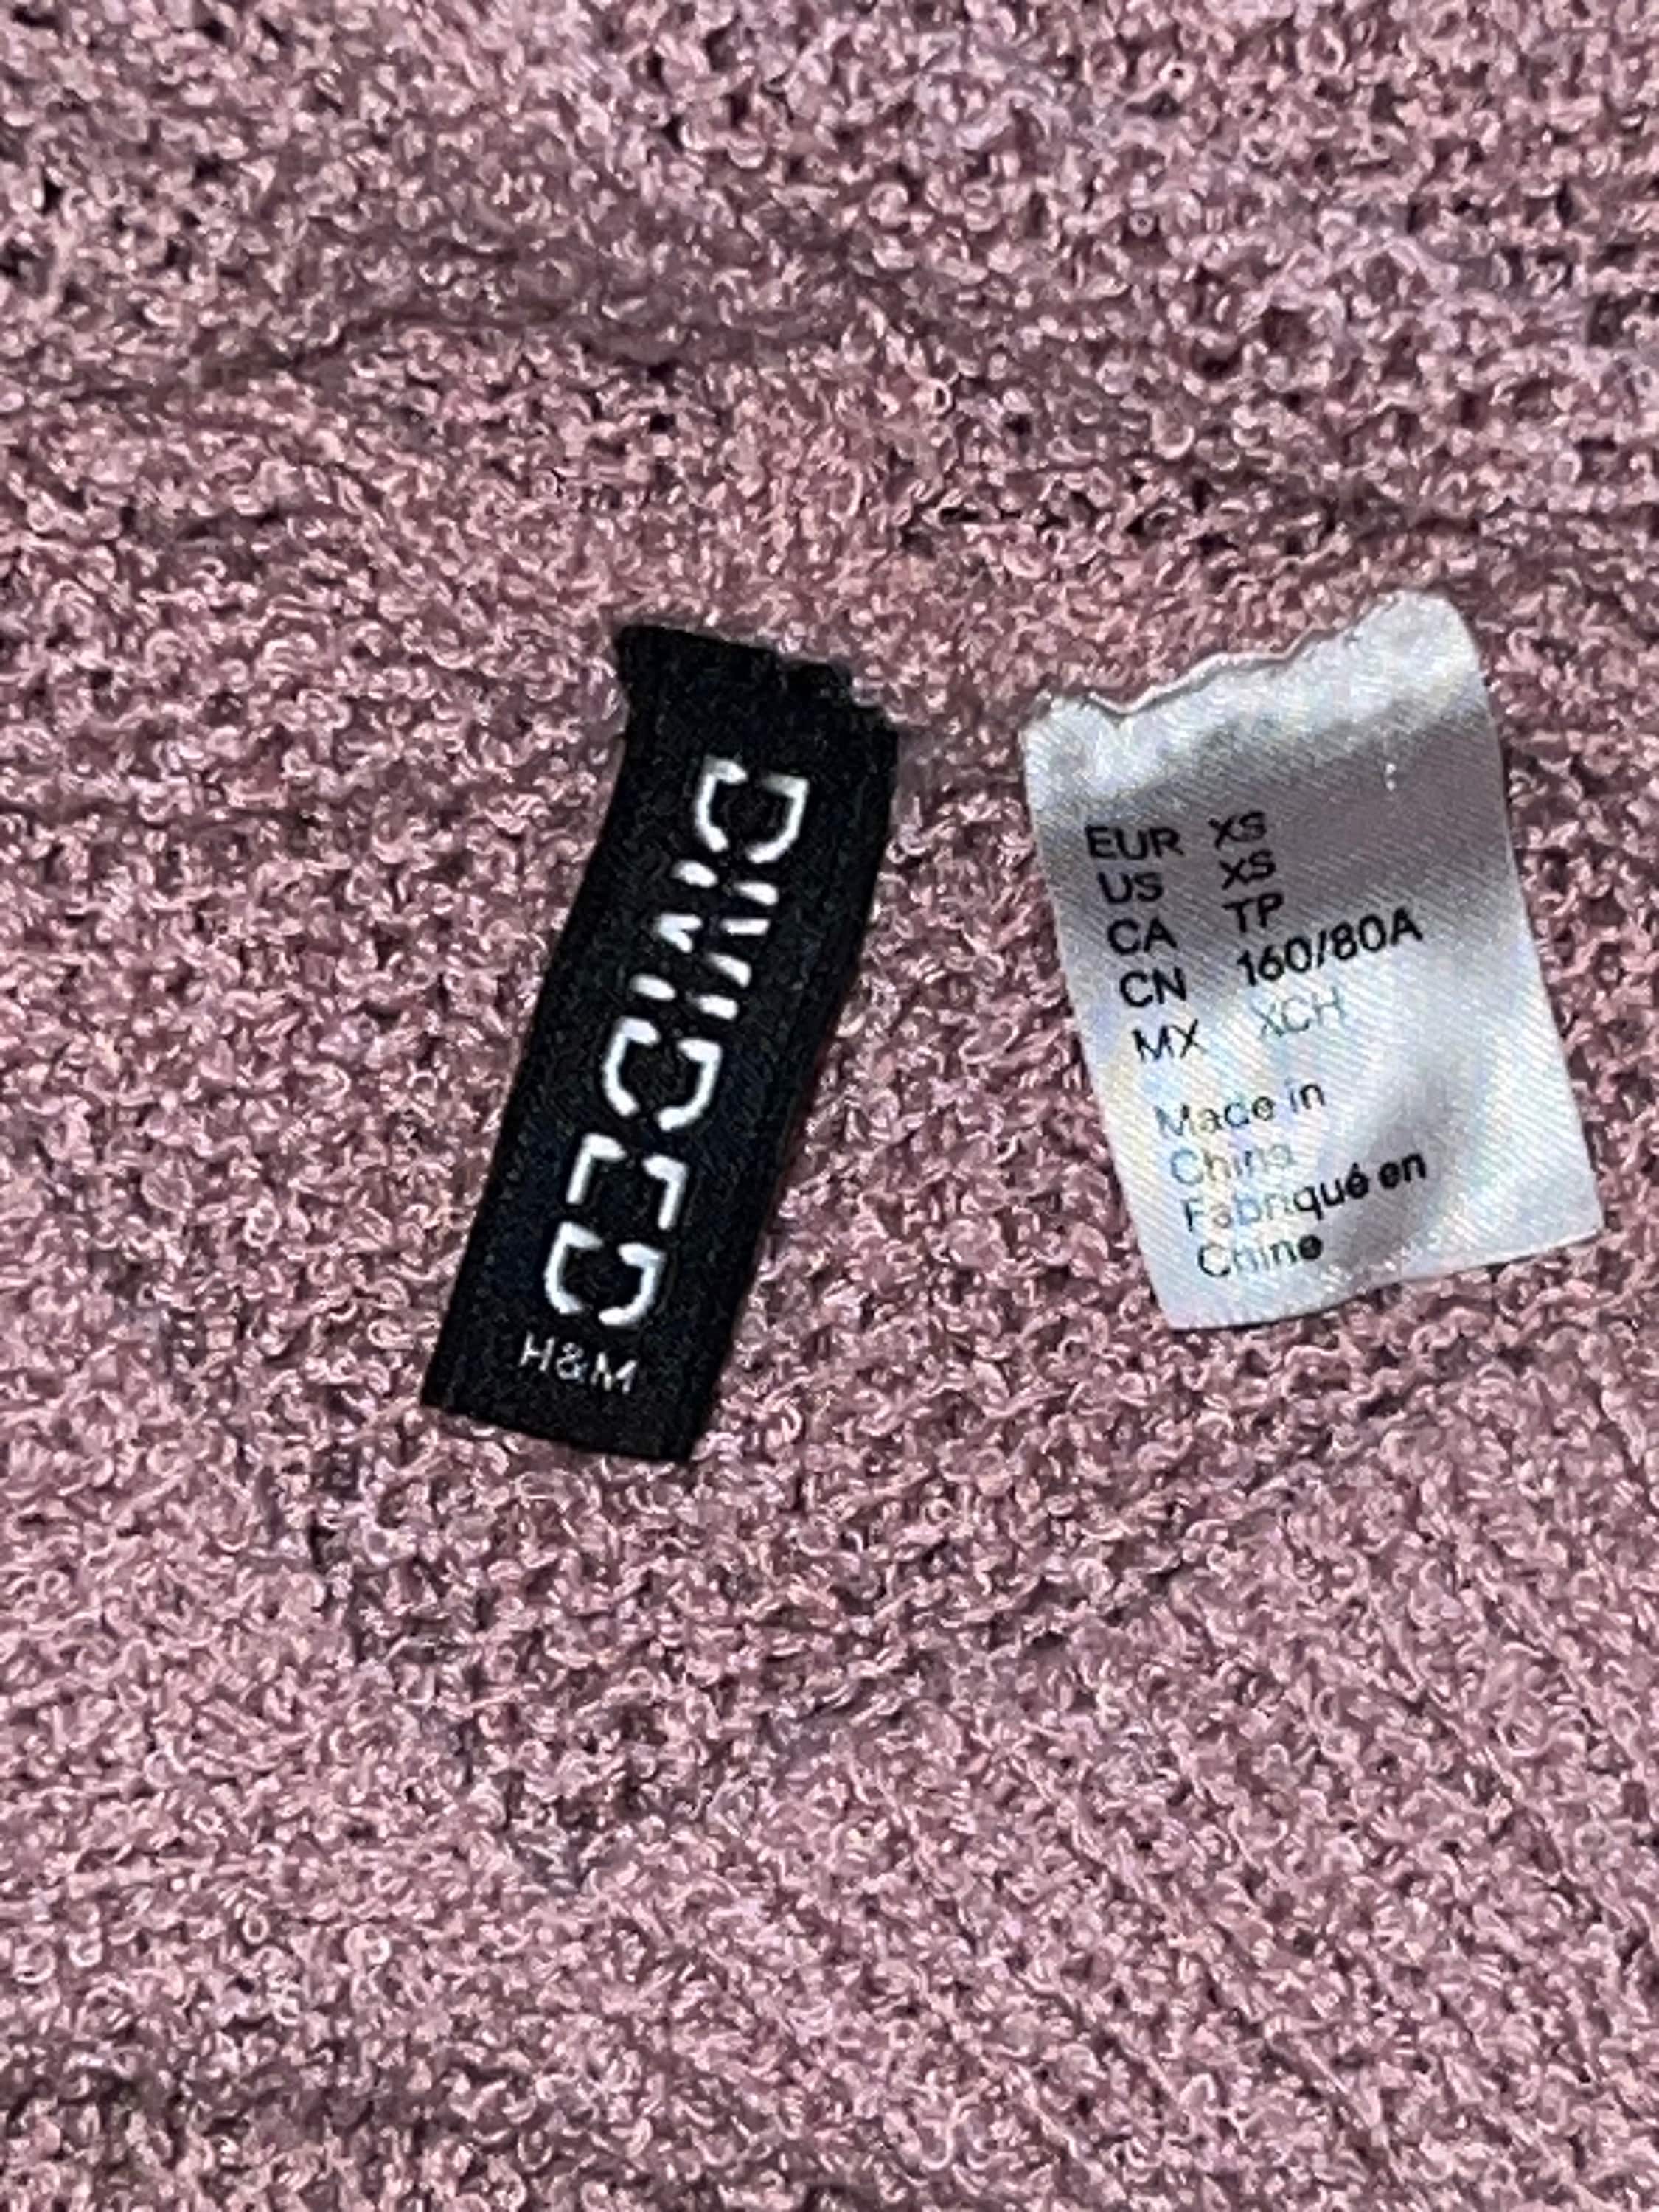 DIVIDED
H&M
EUR XS
US XS
CA TP
CN 160/80A
MX XCH
Made in
China
Fabriqué en
Chine